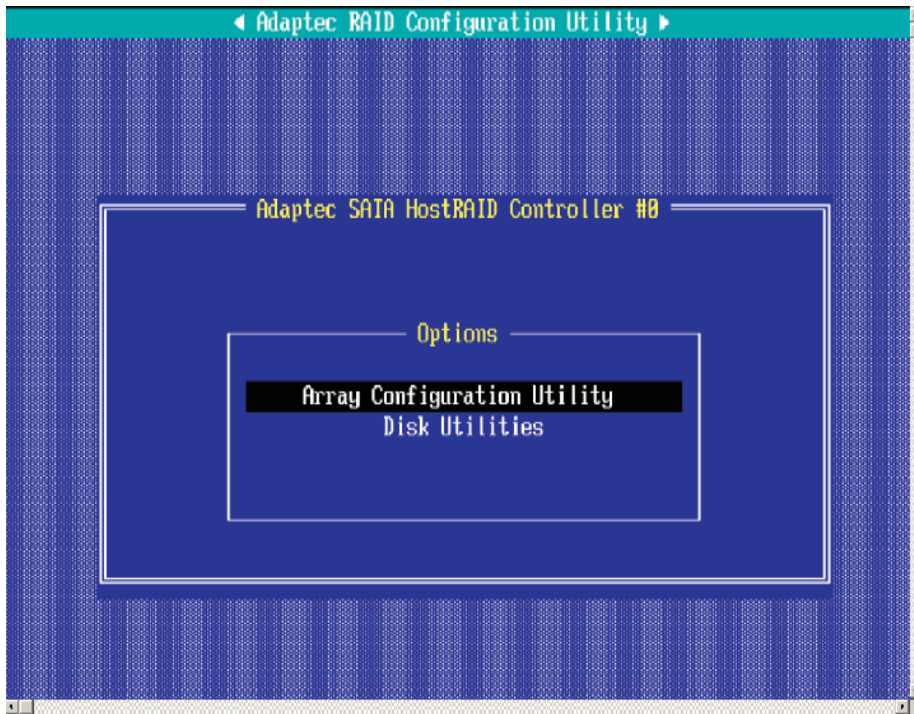 Adaptec RAID Configuration Utility
Adaptec SATA HostRAID Controller #0
Options
Array Configuration Utility
Disk Utilities